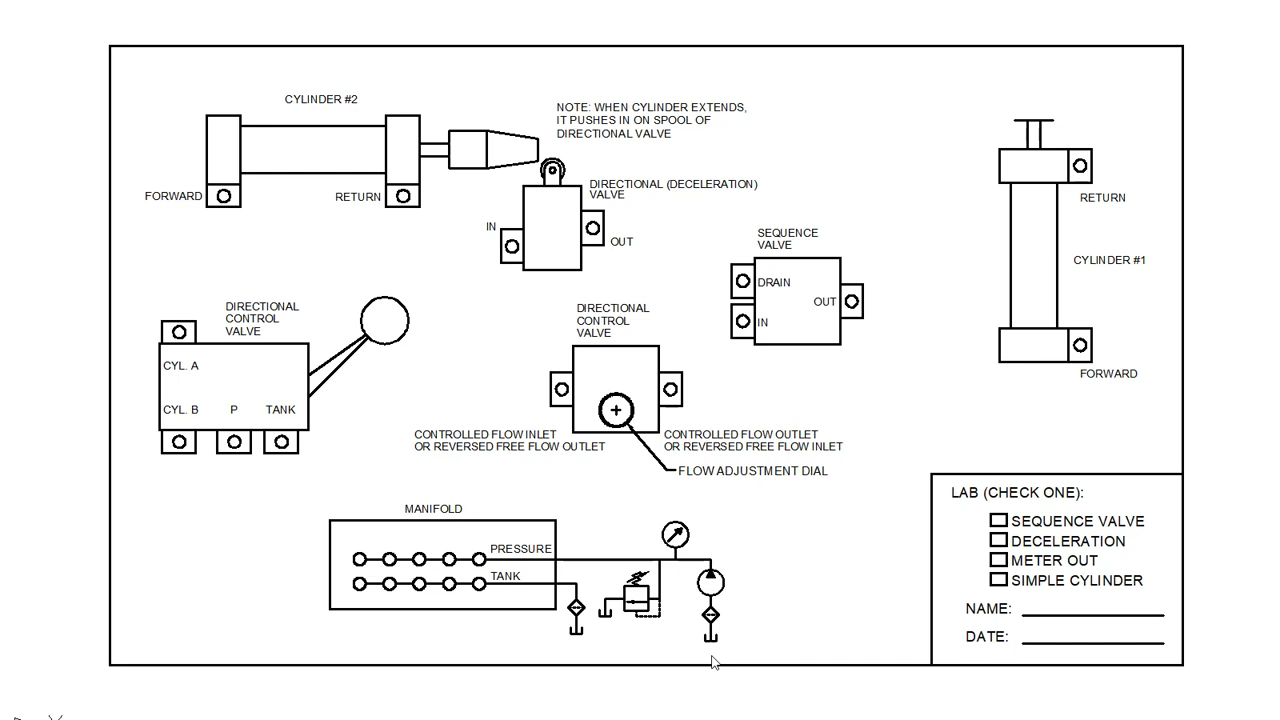 CYLINDER #2
NOTE: WHEN CYLINDER EXTENDS,
IT PUSHES IN ON SPOOL OF
DIRECTIONAL VALVE
FORWARD
RETURN
DIRECTIONAL (DECELERATION)
VALVE
IN
OUT
RETURN
CYLINDER #1
FORWARD
SEQUENCE
VALVE
DRAIN
OUT
IN
DIRECTIONAL
CONTROL
VALVE
CYL. A
CYL. B P TANK
DIRECTIONAL
CONTROL
VALVE
CONTROLLED FLOW INLET
OR REVERSED FREE FLOW OUTLET
CONTROLLED FLOW OUTLET
OR REVERSED FREE FLOW INLET
FLOW ADJUSTMENT DIAL
MANIFOLD
PRESSURE
TANK
LAB (CHECK ONE):
SEQUENCE VALVE
DECELERATION
METER OUT
SIMPLE CYLINDER
NAME:
DATE: